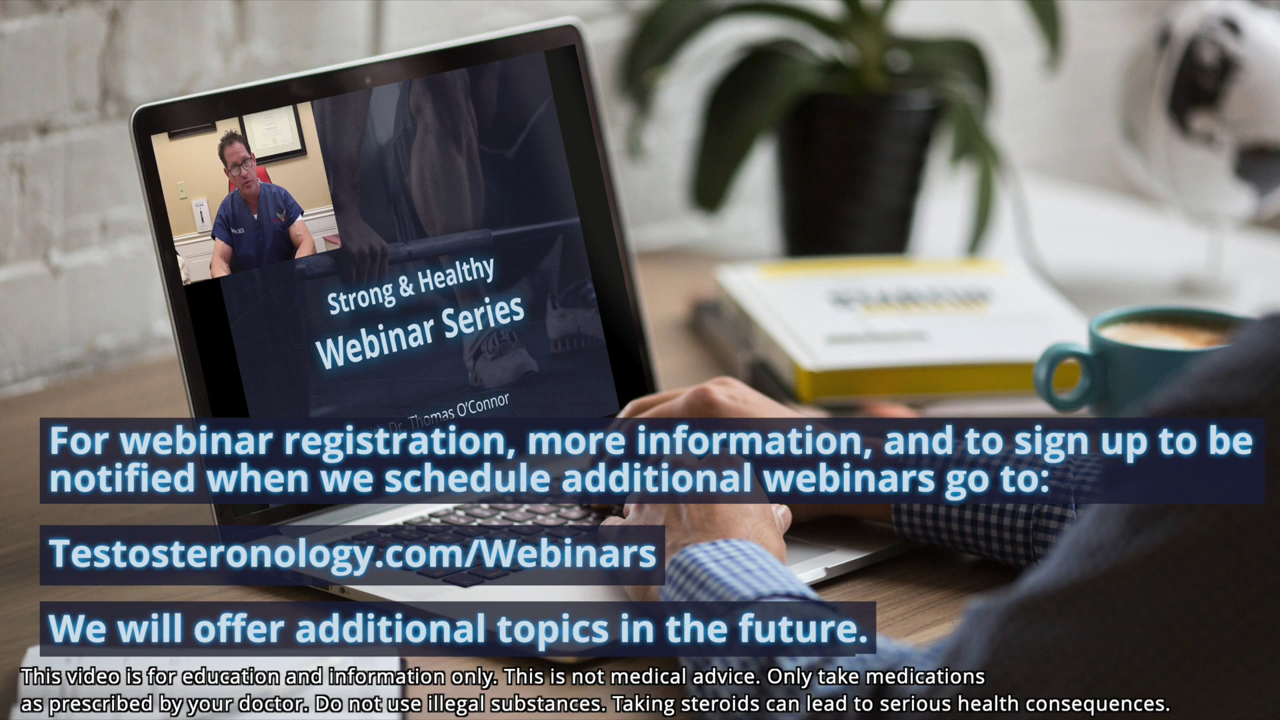 Strong & Healthy
Webinar Series
Dr. Thomas O'Connor
For webinar registration, more information, and to sign up to be
notified when we schedule additional webinars go to:
Testosteronology.com/Webinars
We will offer additional topics in the future.
This video is for education and information only. This is not medical advice. Only take medications
as prescribed by your doctor. Do not use illegal substances. Taking steroids can lead to serious health consequences.